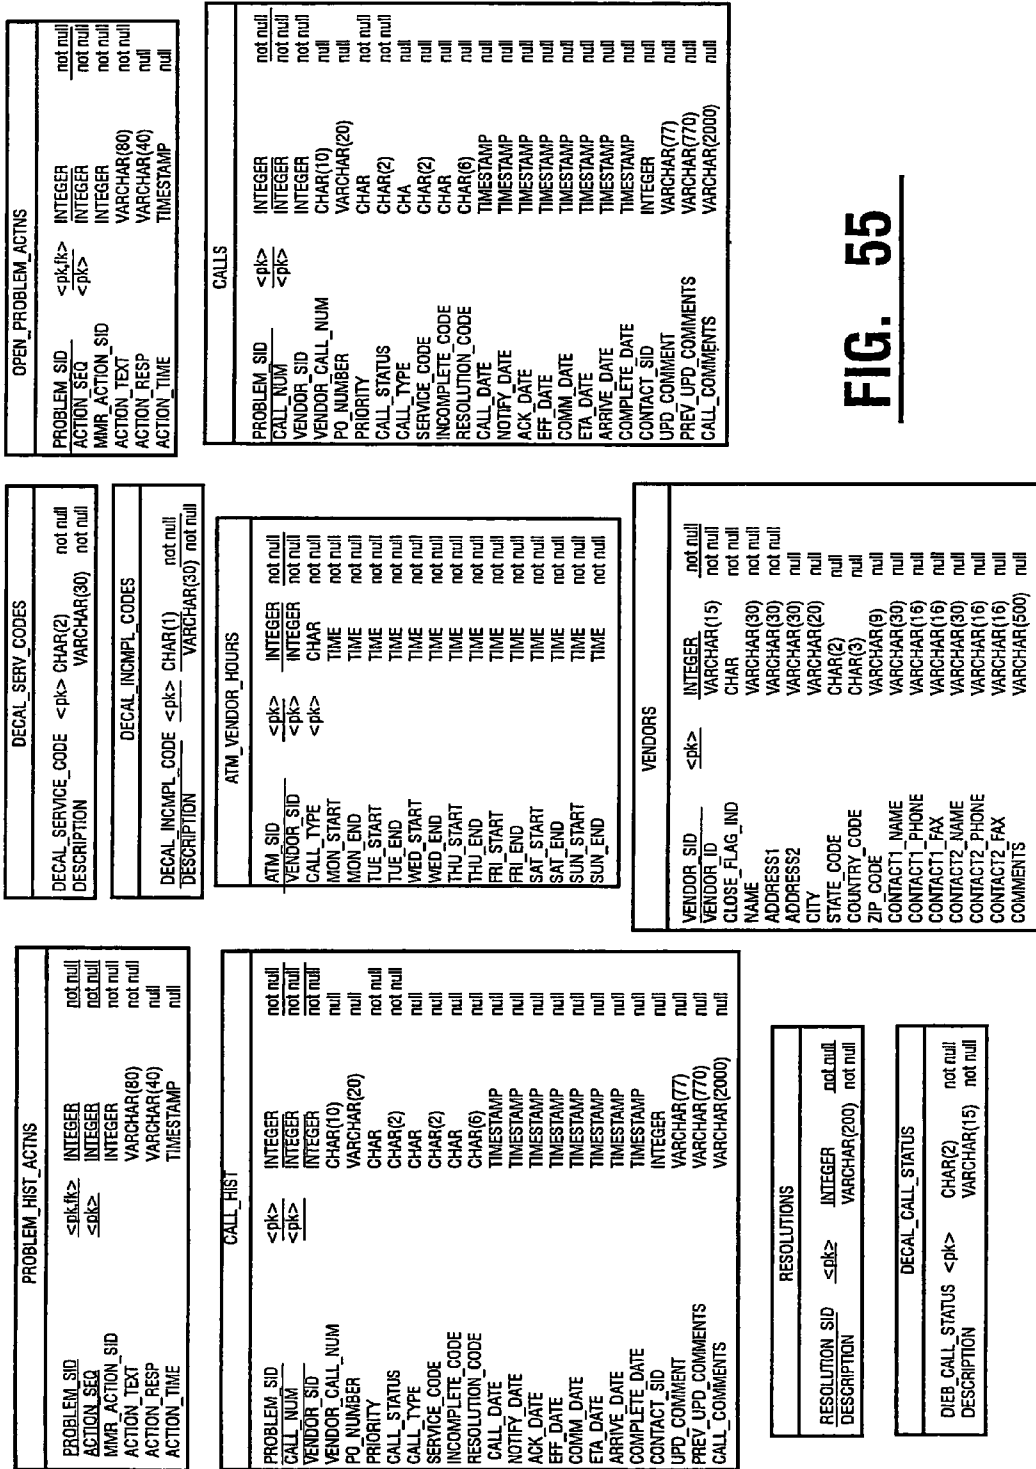 PROBLEM_HIST_ACTNS
PROBLEM_SID <pk,fk> INTEGER not null
ACTION_SEQ <pk> INTEGER not null
MMR_ACTION_SID INTEGER not null
ACTION_TEXT VARCHAR(80) not null
ACTION_RESP VARCHAR(40) null
ACTION_TIME TIMESTAMP null
DECAL_SERV_CODES
DECAL_SERVICE_CODE <pk> CHAR(2) not null
DESCRIPTION VARCHAR(30) not null
DECAL_INCMPL_CODES
DECAL_INCMPL_CODE <pk> CHAR(1) not null
DESCRIPTION VARCHAR(30) not null
OPEN_PROBLEM_ACTNS
PROBLEM_SID <pk,fk> INTEGER not null
ACTION_SEQ <pk> INTEGER not null
MMR_ACTION_SID INTEGER not null
ACTION_TEXT VARCHAR(80) not null
ACTION_RESP VARCHAR(40) null
ACTION_TIME TIMESTAMP null
CALL_HIST
PROBLEM_SID <pk> INTEGER not null
CALL_NUM <pk> INTEGER not null
VENDOR_SID INTEGER not null
VENDOR_CALL_NUM CHAR(10) null
PO_NUMBER VARCHAR(20) null
PRIORITY CHAR not null
CALL_STATUS CHAR(2) not null
CALL_TYPE CHAR null
SERVICE_CODE CHAR(2) null
INCOMPLETE_CODE CHAR null
RESOLUTION_CODE CHAR(6) null
CALL_DATE TIMESTAMP null
NOTIFY_DATE TIMESTAMP null
ACK_DATE TIMESTAMP null
EFF_DATE TIMESTAMP null
COMM_DATE TIMESTAMP null
ETA_DATE TIMESTAMP null
ARRIVE_DATE TIMESTAMP null
COMPLETE_DATE TIMESTAMP null
CONTACT_SID INTEGER null
UPD_COMMENT VARCHAR(77) null
PREV_UPD_COMMENTS VARCHAR(770) null
CALL_COMMENTS VARCHAR(2000) null
ATM_VENDOR_HOURS
ATM_SID <pk> INTEGER not null
VENDOR_SID <pk> INTEGER not null
CALL_TYPE <pk> CHAR not null
MON_START TIME not null
MON_END TIME not null
TUE_START TIME not null
TUE_END TIME not null
WED_START TIME not null
WED_END TIME not null
THU_START TIME not null
THU_END TIME not null
FRI_START TIME not null
FRI_END TIME not null
SAT_START TIME not null
SAT_END TIME not null
SUN_START TIME not null
SUN_END TIME not null
CALLS
PROBLEM_SID <pk> INTEGER not null
CALL_NUM <pk> INTEGER not null
VENDOR_SID INTEGER not null
VENDOR_CALL_NUM CHAR(10) null
PO_NUMBER VARCHAR(20) null
PRIORITY CHAR not null
CALL_STATUS CHAR(2) not null
CALL_TYPE CHA null
SERVICE_CODE CHAR(2) null
INCOMPLETE_CODE CHAR null
RESOLUTION_CODE CHAR(6) null
CALL_DATE TIMESTAMP null
NOTIFY_DATE TIMESTAMP null
ACK_DATE TIMESTAMP null
EFF_DATE TIMESTAMP null
COMM_DATE TIMESTAMP null
ETA_DATE TIMESTAMP null
ARRIVE_DATE TIMESTAMP null
COMPLETE_DATE TIMESTAMP null
CONTACT_SID INTEGER null
UPD_COMMENT VARCHAR(77) null
PREV_UPD_COMMENTS VARCHAR(770) null
CALL_COMMENTS VARCHAR(2000) null
RESOLUTIONS
RESOLUTION_SID <pk> INTEGER not null
DESCRIPTION VARCHAR(200) not null
DECAL_CALL_STATUS
DIEB_CALL_STATUS <pk> CHAR(2) not null
DESCRIPTION VARCHAR(15) not null
VENDORS
VENDOR_SID <pk> INTEGER not null
VENDOR_ID VARCHAR(15) not null
CLOSE_FLAG_IND CHAR not null
NAME VARCHAR(30) not null
ADDRESS1 VARCHAR(30) not null
ADDRESS2 VARCHAR(30) null
CITY VARCHAR(20) null
STATE_CODE CHAR(2) null
COUNTRY_CODE CHAR(3) null
ZIP_CODE VARCHAR(9) null
CONTACT1_NAME VARCHAR(30) null
CONTACT1_PHONE VARCHAR(16) null
CONTACT1_FAX VARCHAR(16) null
CONTACT2_NAME VARCHAR(30) null
CONTACT2_PHONE VARCHAR(16) null
CONTACT2_FAX VARCHAR(16) null
COMMENTS VARCHAR(500) null
FIG. 55